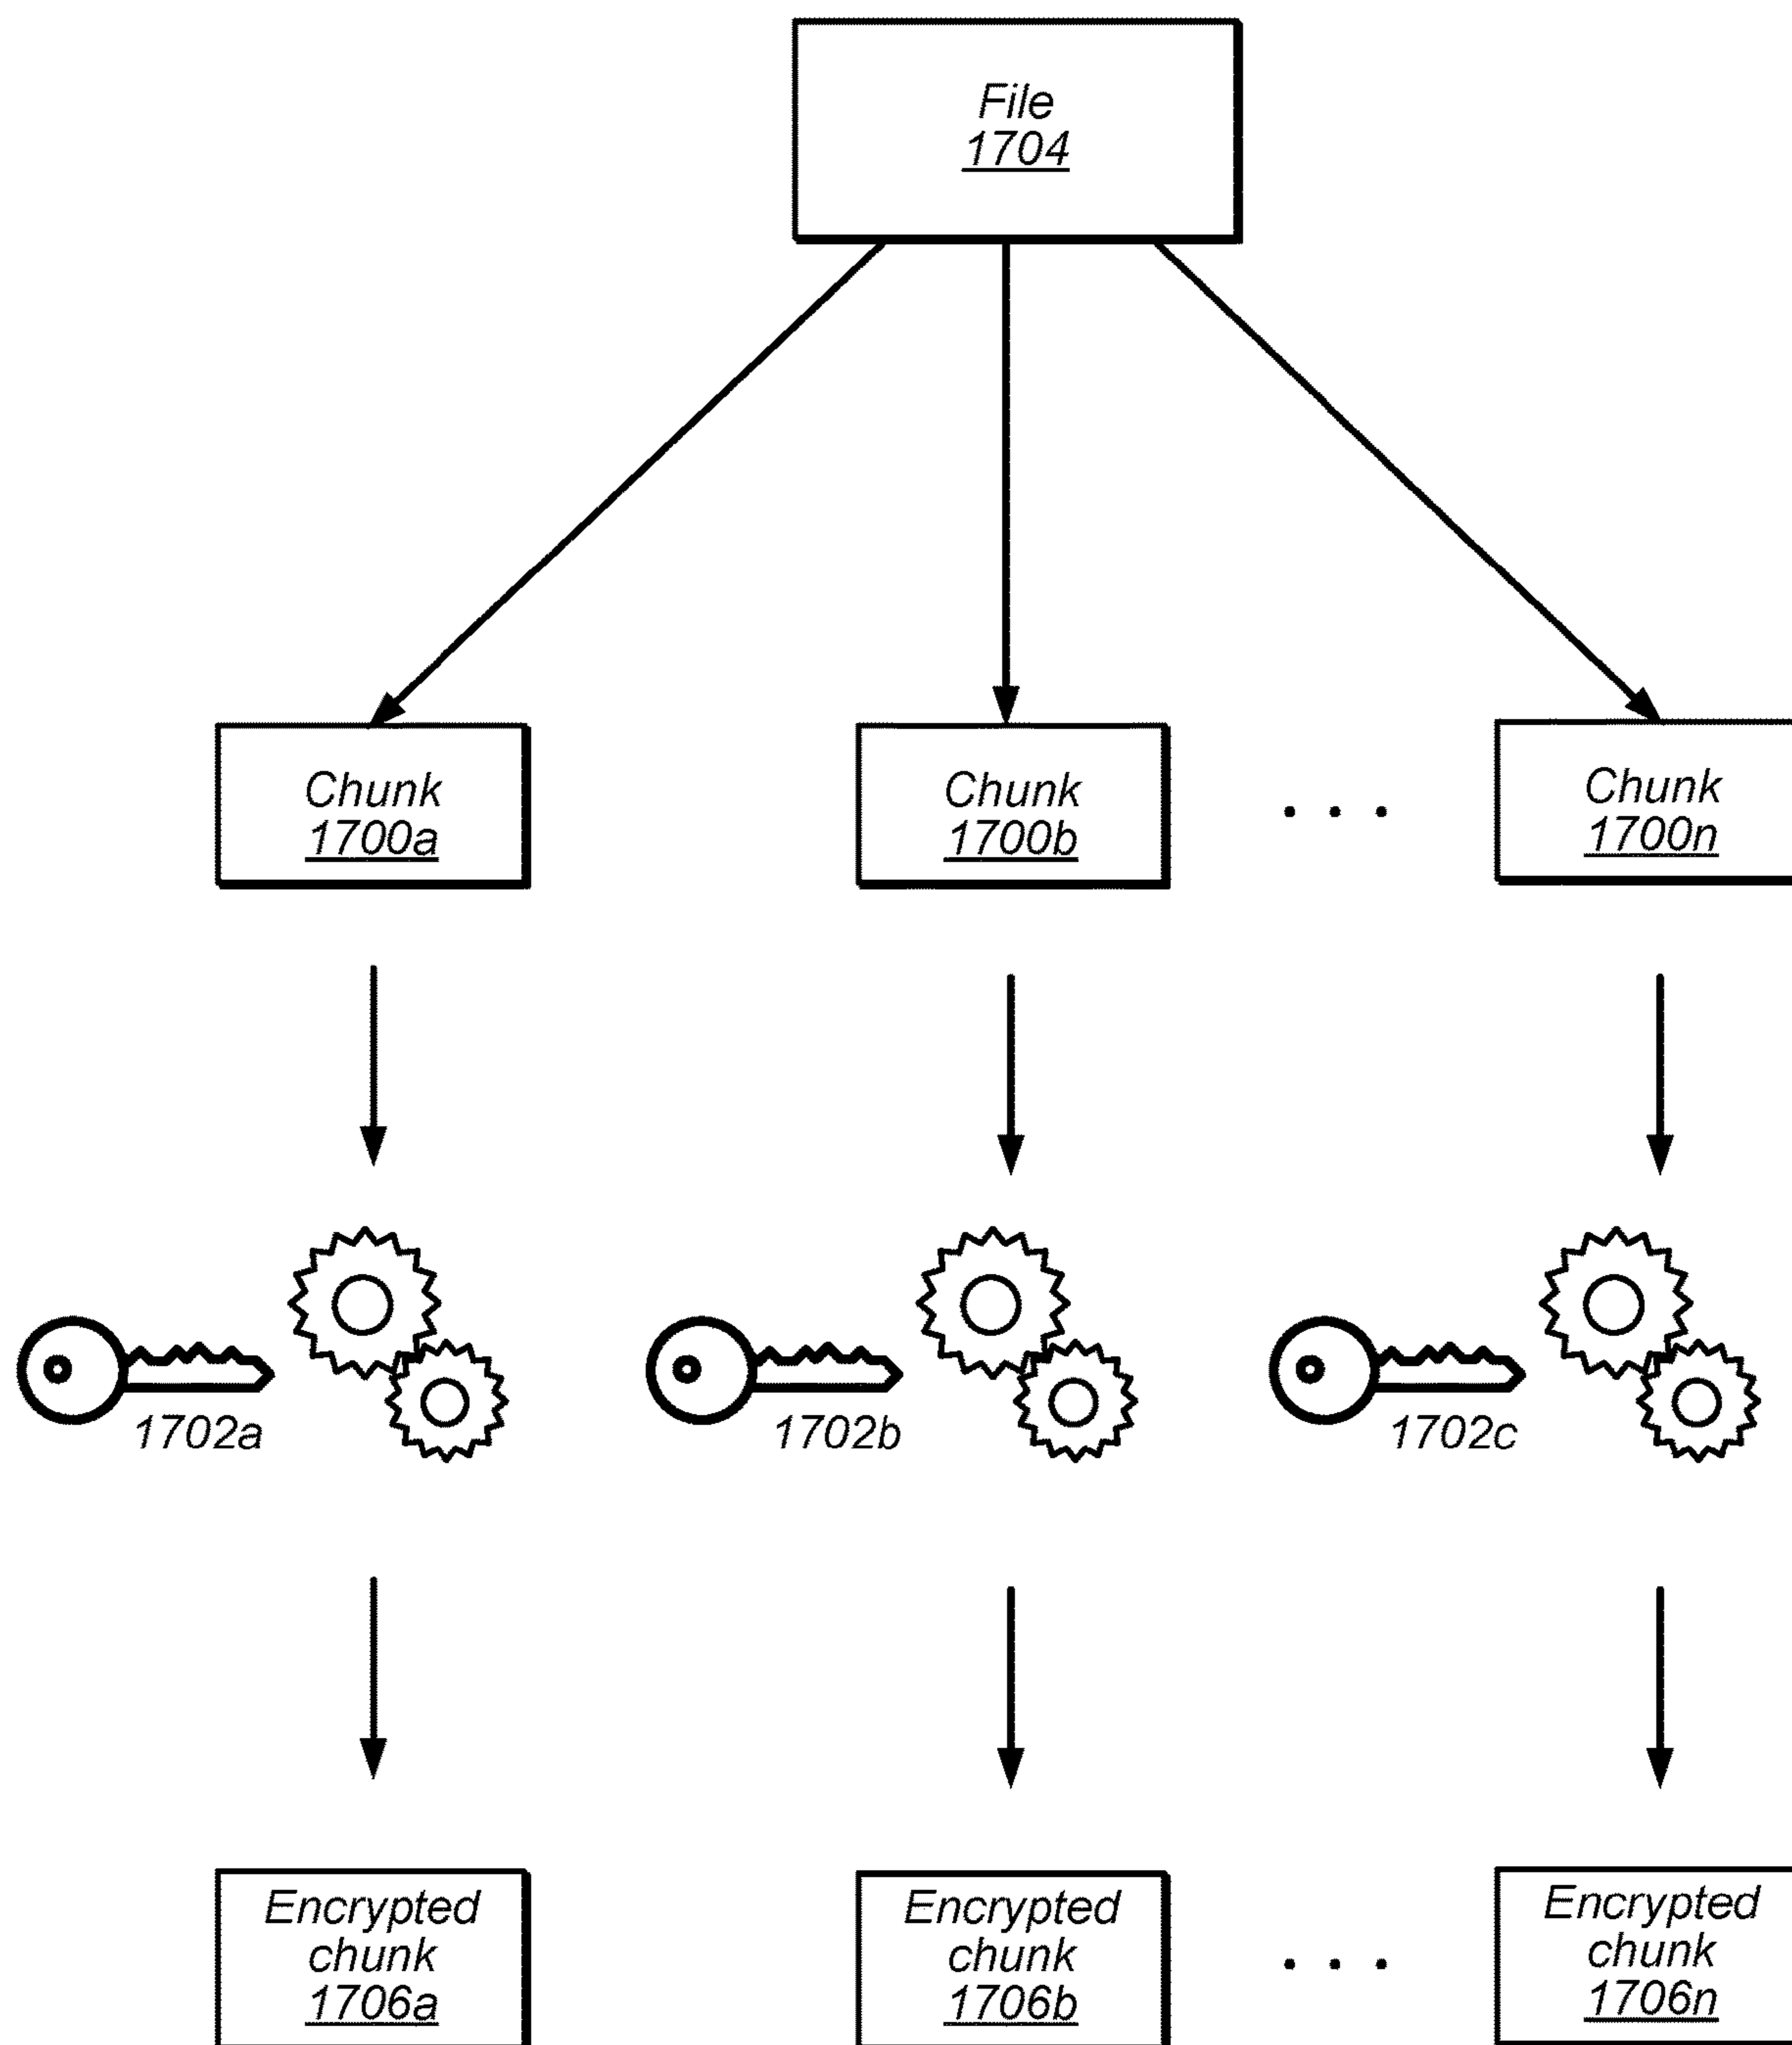 File
1704
Chunk
1700a
Chunk
1700b
. . .
Chunk
1700n
1702a
1702b
1702c
Encrypted
chunk
1706a
Encrypted
chunk
1706b
. . .
Encrypted
chunk
1706n